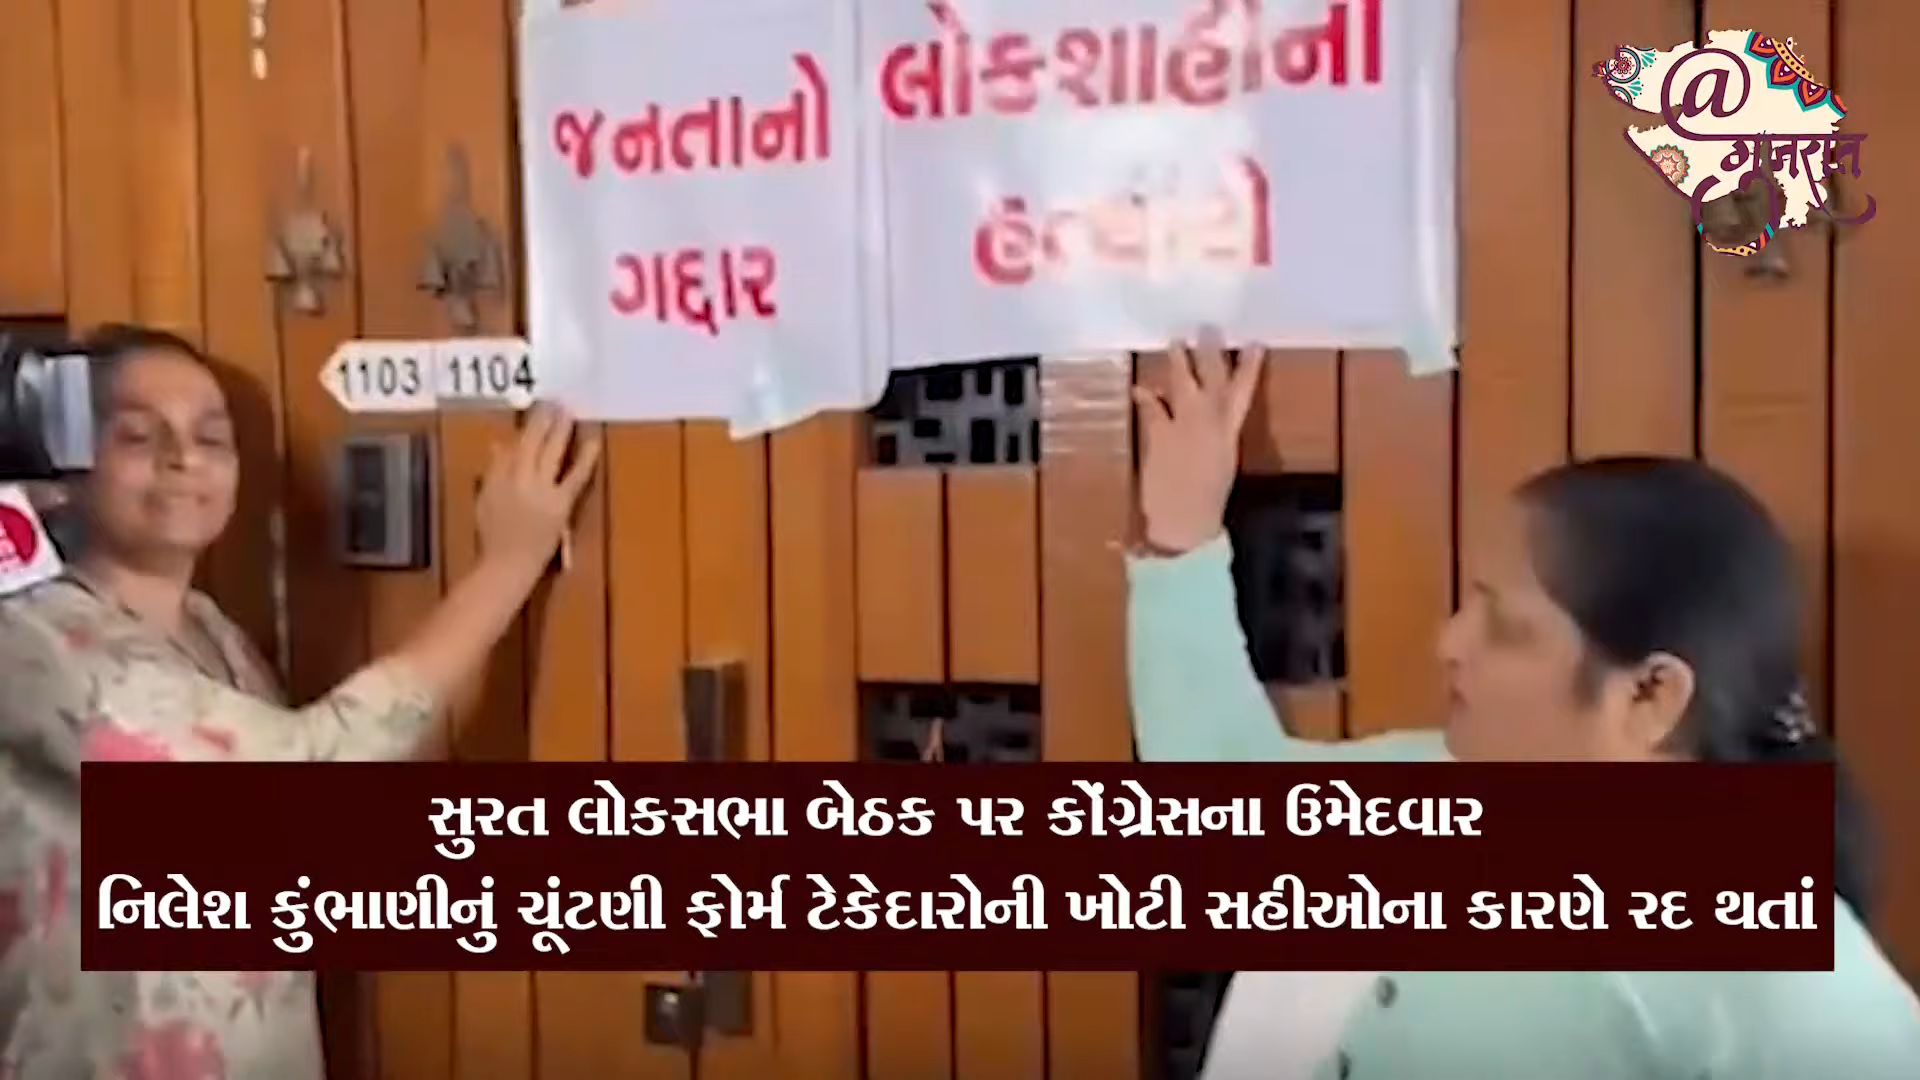 જનતાનો
ગદ્દાર
લોકશાહીનો
હત્યારો
@
ગુજરાત
1103 1104
સુરત લોકસભા બેઠક પર કોંગ્રેસના ઉમેદવાર
નિલેશ કુંભાણીનું ચૂંટણી ફોર્મ ટેકેદારોની ખોટી સહીઓના કારણે રદ થતાં